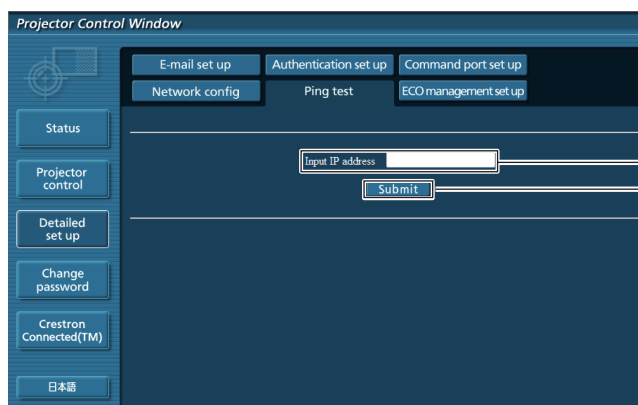 Projector Control Window
E-mail set up
Authentication set up
Command port set up
Network config
Ping test
ECO management set up
Status
Projector
control
Detailed
set up
Change
password
Crestron
Connected(TM)
日本語
Input IP address
Submit